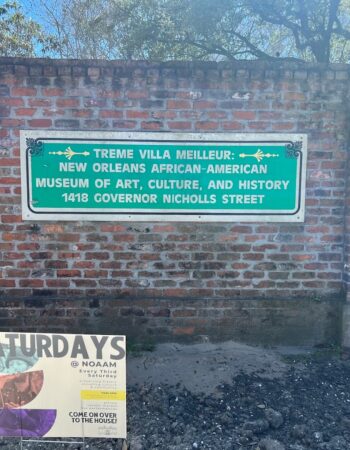 TREME VILLA MEILLEUR:
NEW ORLEANS AFRICAN-AMERICAN
MUSEUM OF ART, CULTURE, AND HISTORY
1418 GOVERNOR NICHOLLS STREET
ATURDAYS
@ NOAAM
Every Third
Saturday
COME ON OVER
TO THE HOUSE!